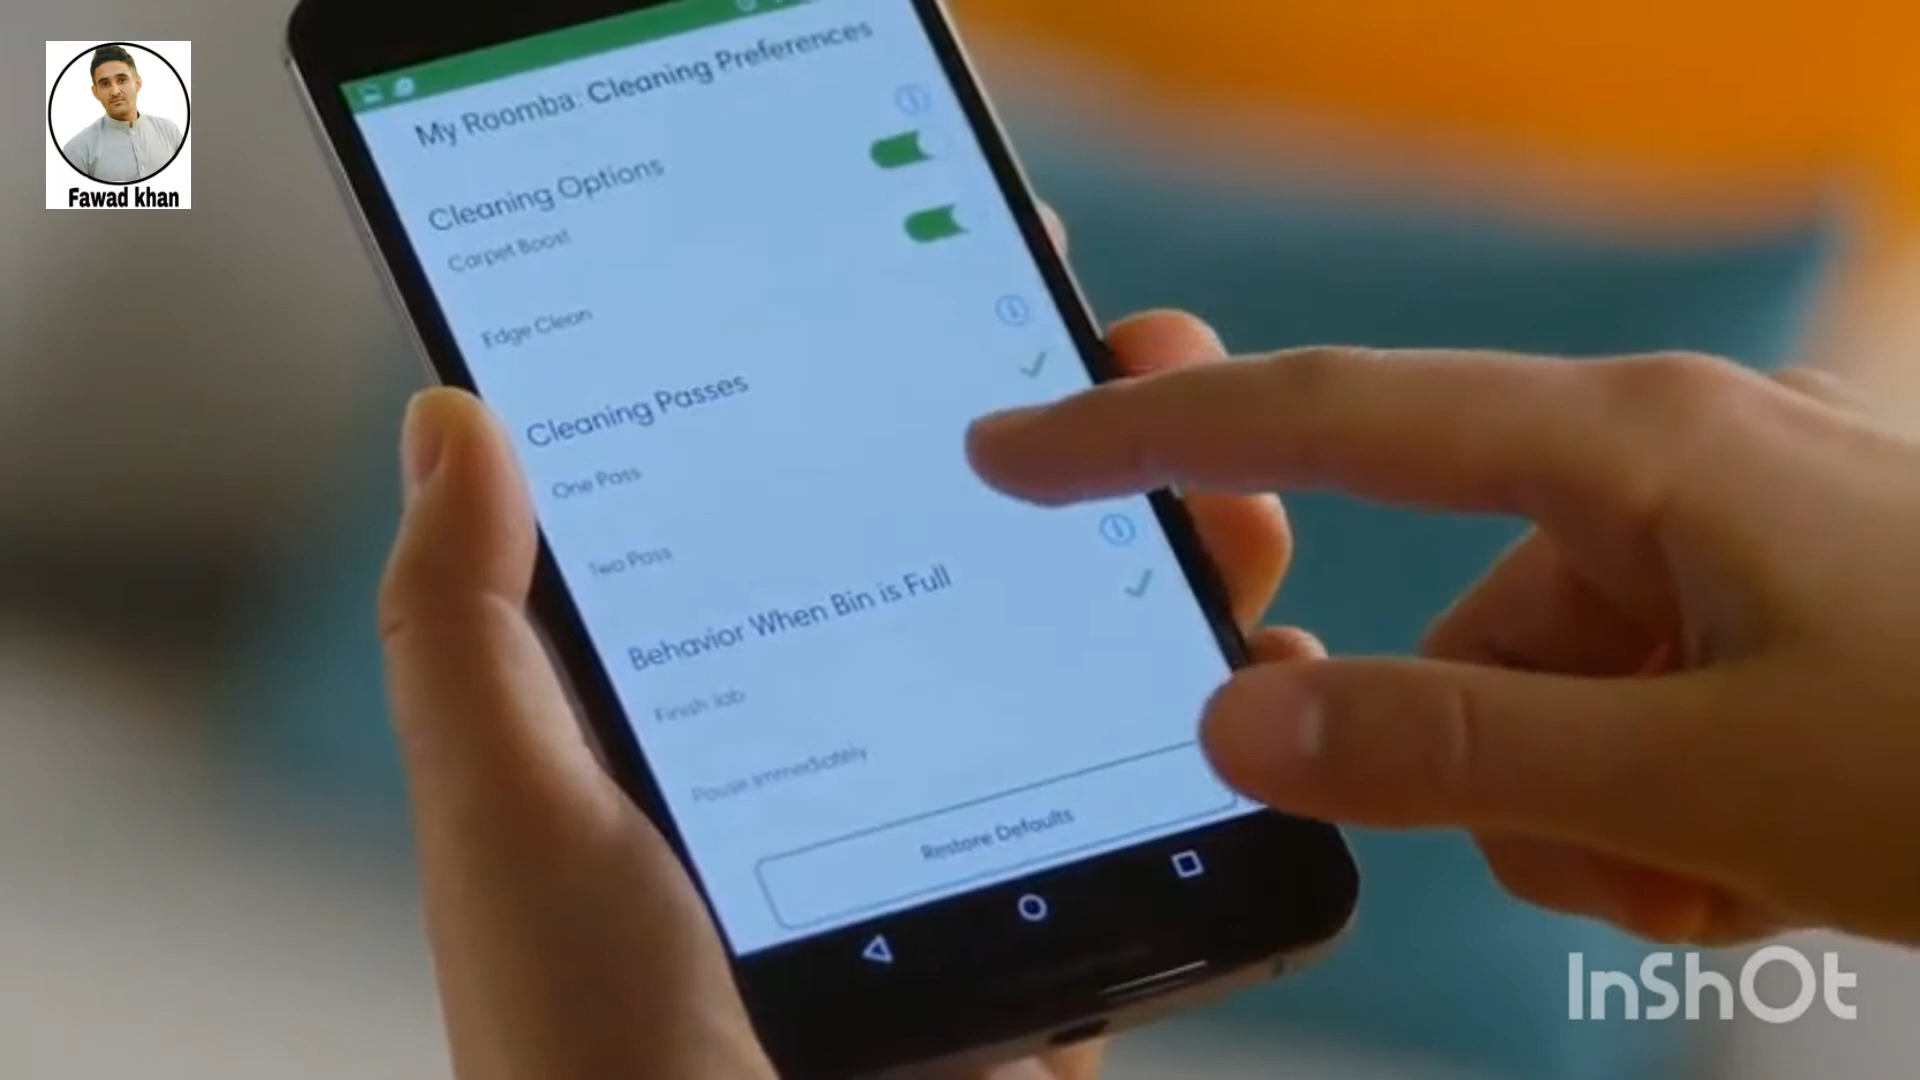 Fawad khan
My Roomba: Cleaning Preferences
Cleaning Options
Carpet Boost
Edge Clean
Cleaning Passes
One Pass
Two Pass
Behavior When Bin is Full
Finish Job
Pause Immediately
Restore Defaults
InShOt